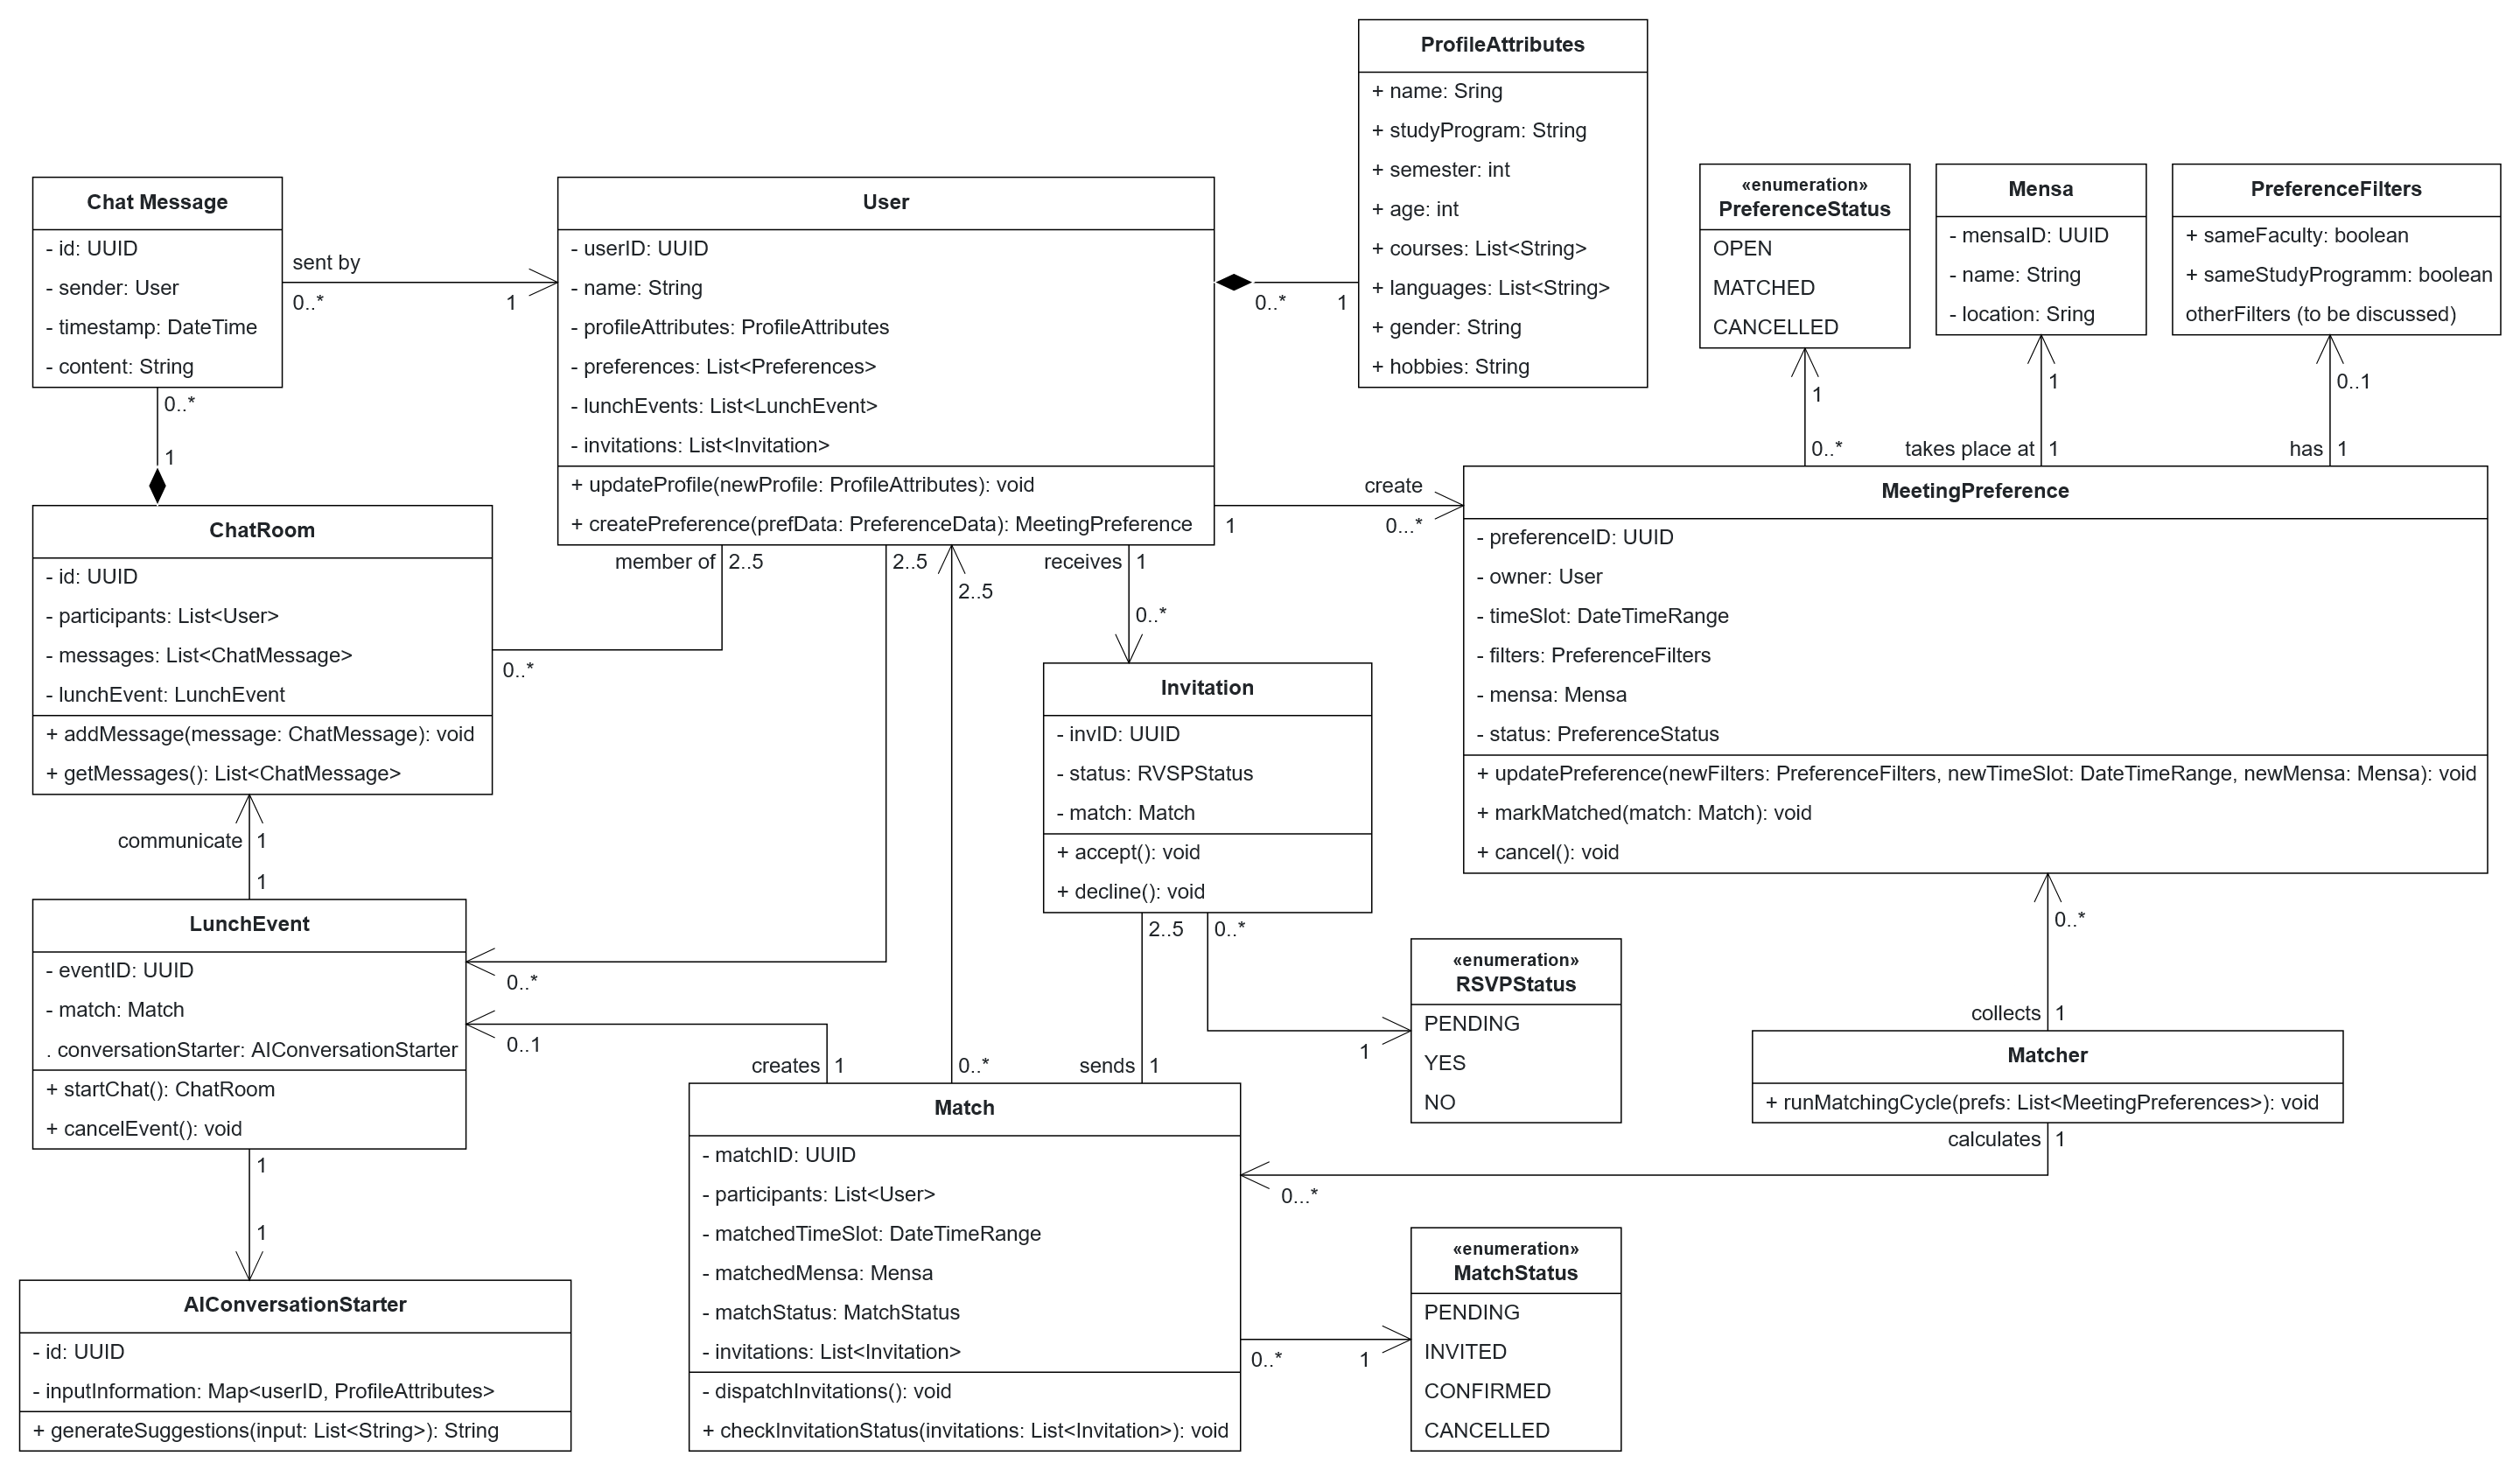 ProfileAttributes
+ name: Sring
+ studyProgram: String
+ semester: int
+ age: int
+ courses: List<String>
+ languages: List<String>
+ gender: String
+ hobbies: String
Chat Message
- id: UUID
- sender: User
- timestamp: DateTime
- content: String
sent by
0..*
1
User
- userID: UUID
- name: String
- profileAttributes: ProfileAttributes
- preferences: List<Preferences>
- lunchEvents: List<LunchEvent>
- invitations: List<Invitation>
+ updateProfile(newProfile: ProfileAttributes): void
+ createPreference(prefData: PreferenceData): MeetingPreference
0..*
1
«enumeration»
PreferenceStatus
OPEN
MATCHED
CANCELLED
Mensa
- mensaID: UUID
- name: String
- location: Sring
PreferenceFilters
+ sameFaculty: boolean
+ sameStudyProgramm: boolean
otherFilters (to be discussed)
1
0..*
1
takes place at
1
0..1
has
1
0..*
1
create
1
0...*
ChatRoom
- id: UUID
- participants: List<User>
- messages: List<ChatMessage>
- lunchEvent: LunchEvent
+ addMessage(message: ChatMessage): void
+ getMessages(): List<ChatMessage>
member of
2..5
0..*
2..5
2..5
receives
1
0..*
MeetingPreference
- preferenceID: UUID
- owner: User
- timeSlot: DateTimeRange
- filters: PreferenceFilters
- mensa: Mensa
- status: PreferenceStatus
+ updatePreference(newFilters: PreferenceFilters, newTimeSlot: DateTimeRange, newMensa: Mensa): void
+ markMatched(match: Match): void
+ cancel(): void
Invitation
- invID: UUID
- status: RVSPStatus
- match: Match
+ accept(): void
+ decline(): void
communicate
1
1
LunchEvent
- eventID: UUID
- match: Match
. conversationStarter: AIConversationStarter
+ startChat(): ChatRoom
+ cancelEvent(): void
0..*
0..1
creates
1
0..*
2..5
sends
1
0..*
1
«enumeration»
RSVPStatus
PENDING
YES
NO
0..*
collects
1
Matcher
+ runMatchingCycle(prefs: List<MeetingPreferences>): void
calculates
1
0...*
1
1
AIConversationStarter
- id: UUID
- inputInformation: Map<userID, ProfileAttributes>
+ generateSuggestions(input: List<String>): String
Match
- matchID: UUID
- participants: List<User>
- matchedTimeSlot: DateTimeRange
- matchedMensa: Mensa
- matchStatus: MatchStatus
- invitations: List<Invitation>
- dispatchInvitations(): void
+ checkInvitationStatus(invitations: List<Invitation>): void
0..*
1
«enumeration»
MatchStatus
PENDING
INVITED
CONFIRMED
CANCELLED